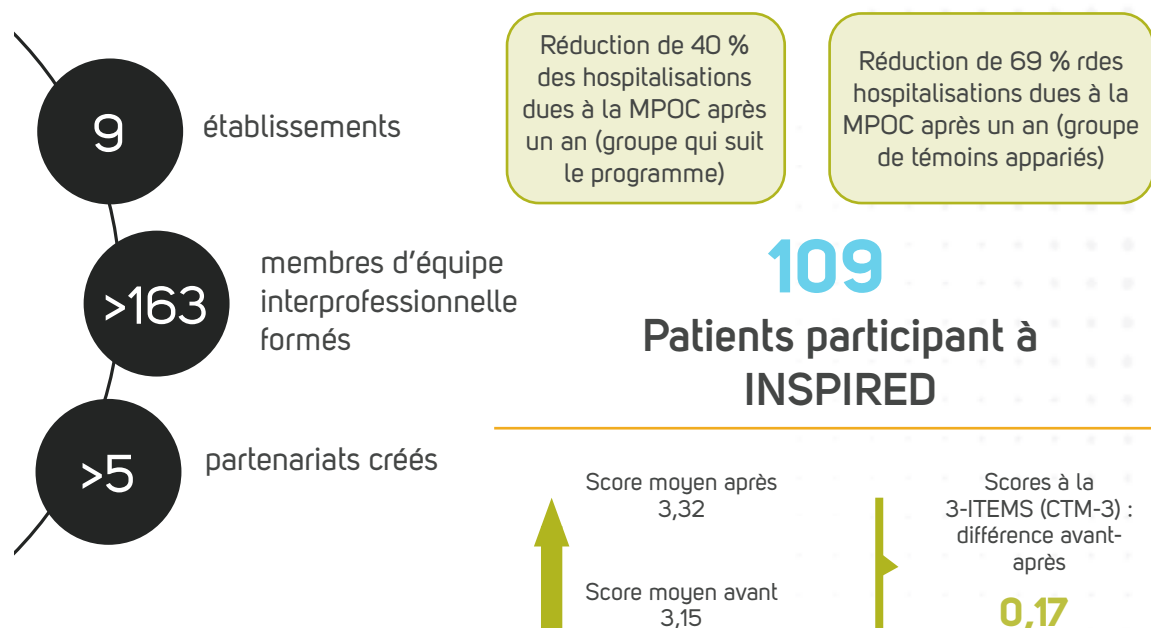 9
établissements
>163
membres d'équipe
interprofessionnelle
formés
>5
partenariats créés
Réduction de 40 %
des hospitalisations
dues à la MPOC après
un an (groupe qui suit
le programme)
Réduction de 69 % rdes
hospitalisations dues à la
MPOC après un an (groupe
de témoins appariés)
109
Patients participant à
INSPIRED
Score moyen après
3,32
Score moyen avant
3,15
Scores à la
3-ITEMS (CTM-3) :
différence avant-
après
0,17